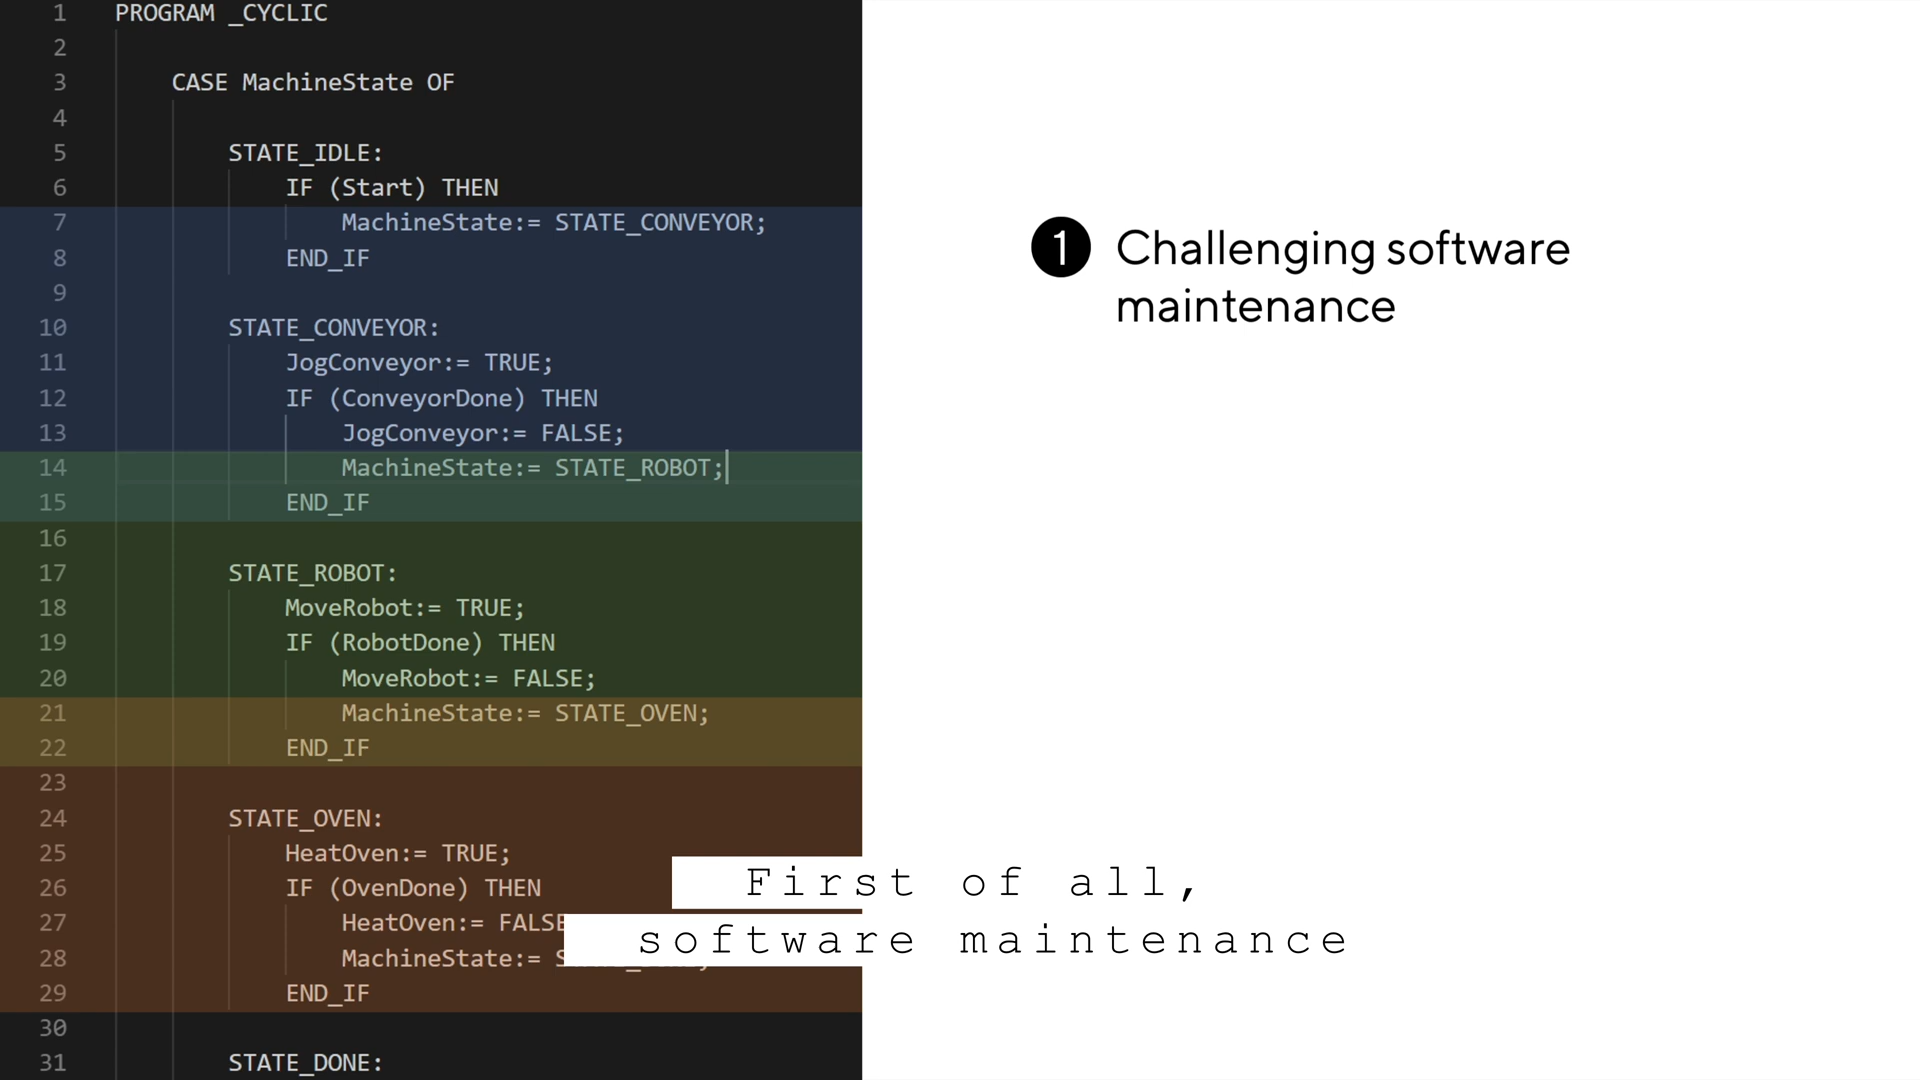 1 PROGRAM _CYCLIC
2
3 CASE MachineState OF
4
5 STATE_IDLE:
6 IF (Start) THEN
7 MachineState:= STATE_CONVEYOR;
8 END_IF
9
10 STATE_CONVEYOR:
11 JogConveyor:= TRUE;
12 IF (ConveyorDone) THEN
13 JogConveyor:= FALSE;
14 MachineState:= STATE_ROBOT;
15 END_IF
16
17 STATE_ROBOT:
18 MoveRobot:= TRUE;
19 IF (RobotDone) THEN
20 MoveRobot:= FALSE;
21 MachineState:= STATE_OVEN;
22 END_IF
23
24 STATE_OVEN:
25 HeatOven:= TRUE;
26 IF (OvenDone) THEN
27 HeatOven:= FALSE
28 MachineState:=
29 END_IF
30
31 STATE_DONE:
1 Challenging software
maintenance
First of all,
software maintenance